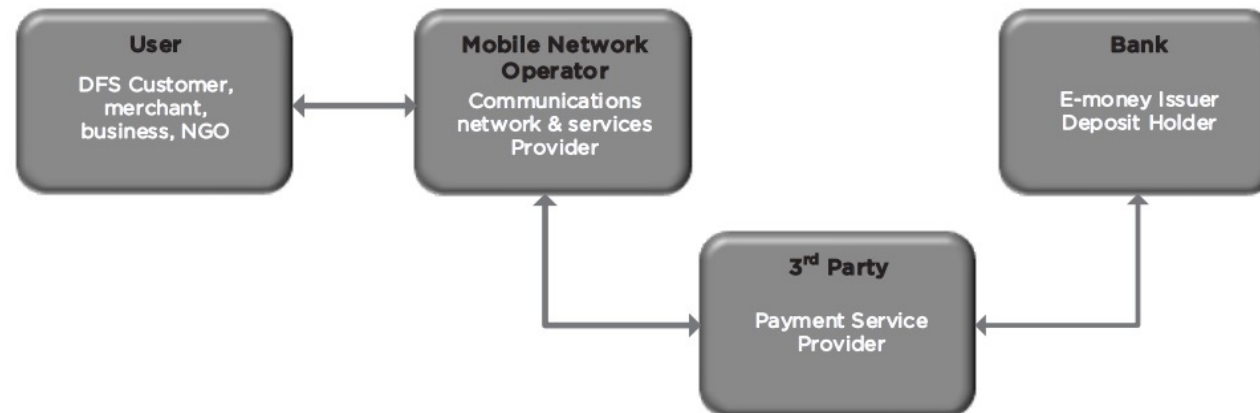 User
DFS Customer,
merchant,
business, NGO
Mobile Network
Operator
Communications
network & services
Provider
Bank
E-money Issuer
Deposit Holder
3rd Party
Payment Service
Provider